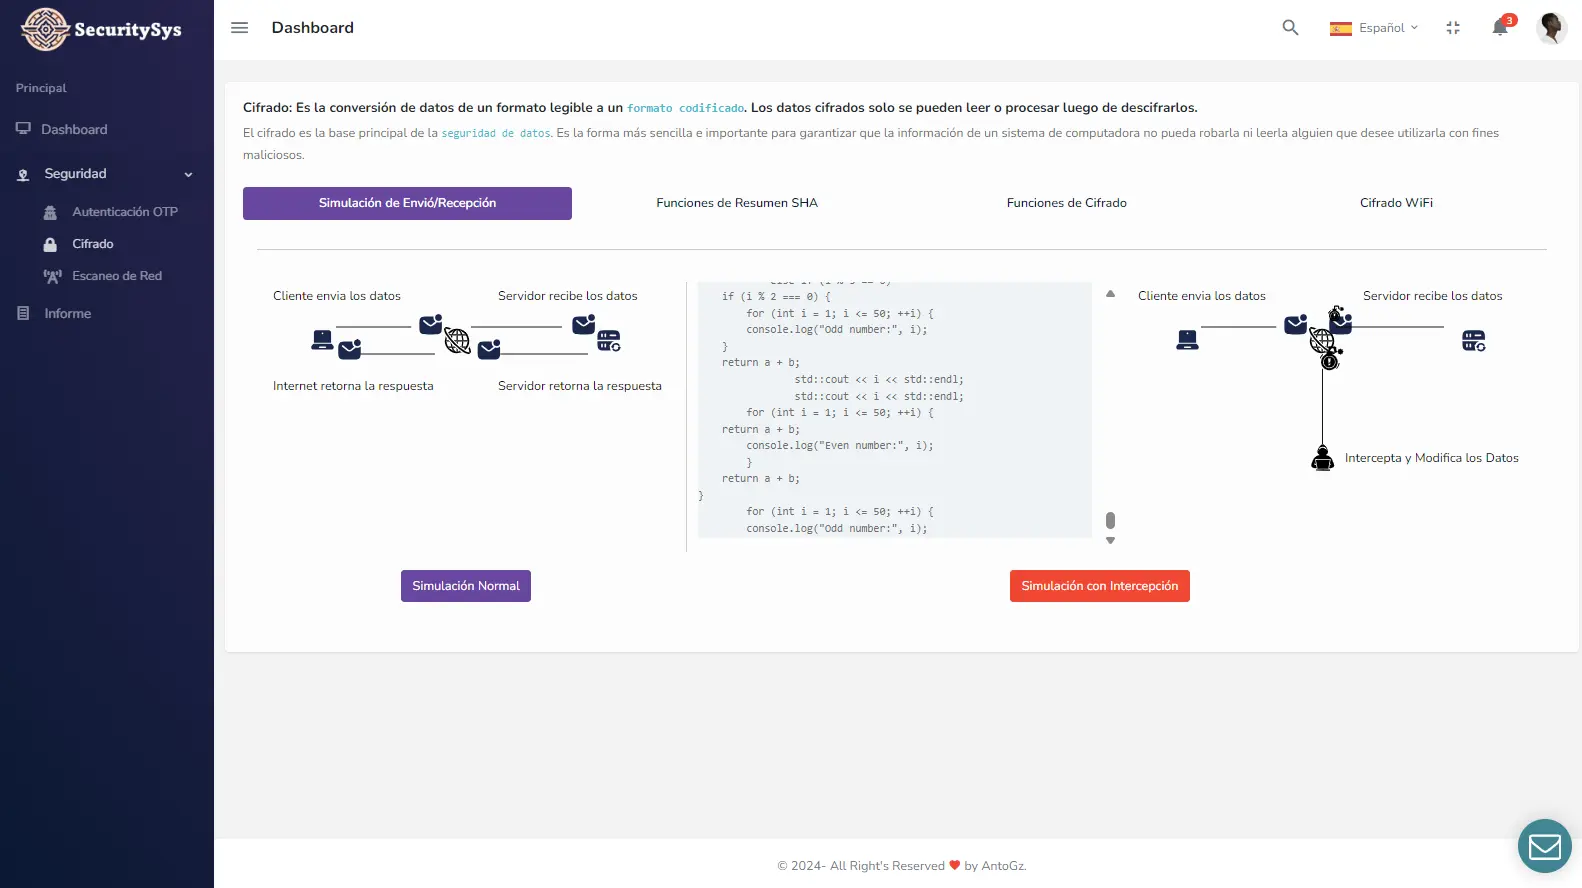 SecuritySys
Dashboard
Español
3
Principal
Dashboard
Seguridad
Autenticación OTP
Cifrado
Escaneo de Red
Informe
Cifrado: Es la conversión de datos de un formato legible a un formato codificado. Los datos cifrados solo se pueden leer o procesar luego de descifrarlos.
El cifrado es la base principal de la seguridad de datos. Es la forma más sencilla e importante para garantizar que la información de un sistema de computadora no pueda robarla ni leerla alguien que desee utilizarla con fines
maliciosos.
Simulación de Envió/Recepción
Funciones de Resumen SHA
Funciones de Cifrado
Cifrado WiFi
Cliente envia los datos
Servidor recibe los datos
Internet retorna la respuesta
Servidor retorna la respuesta
if (i % 2 === 0) {
for (int i = 1; i <= 50; ++i) {
console.log("Odd number:", i);
}
return a + b;
std::cout << i << std::endl;
std::cout << i << std::endl;
for (int i = 1; i <= 50; ++i) {
return a + b;
console.log("Even number:", i);
}
return a + b;
}
for (int i = 1; i <= 50; ++i) {
console.log("Odd number:", i);
Cliente envia los datos
Servidor recibe los datos
Intercepta y Modifica los Datos
Simulación Normal
Simulación con Intercepción
© 2024- All Right's Reserved ❤ by AntoGz.